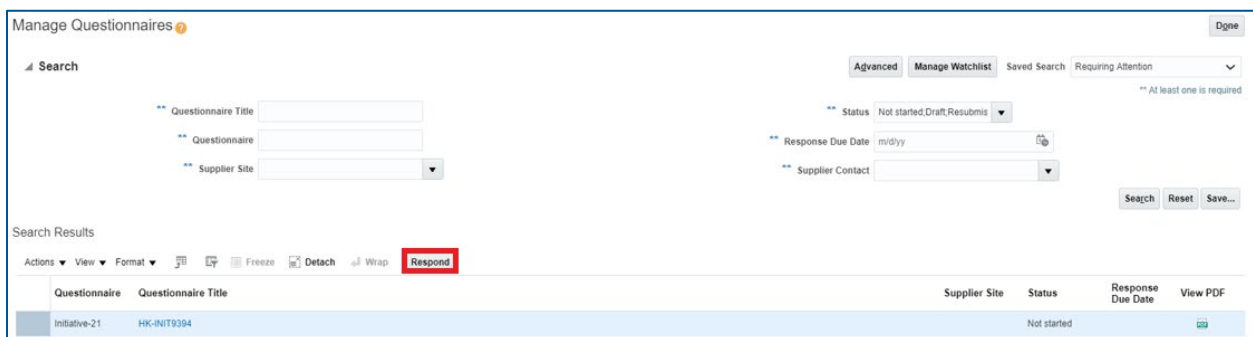 Manage Questionnaires ?
Done
Search
Advanced Manage Watchlist Saved Search Requiring Attention
** At least one is required
** Questionnaire Title
** Status Not started;Draft;Resubmis
** Questionnaire
** Response Due Date m/d/yy
** Supplier Site
** Supplier Contact
Search Reset Save...
Search Results
Actions View Format Freeze Detach Wrap Respond
Questionnaire Questionnaire Title Supplier Site Status Response Due Date View PDF
Initiative-21 HK-INIT9394 Not started